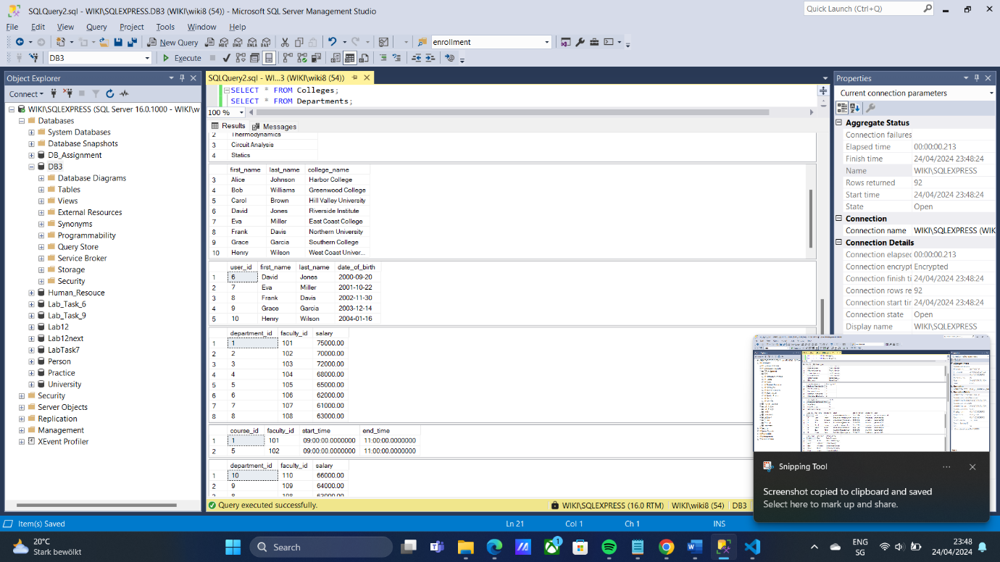 SQLQuery2.sql - WIKI\SQLEXPRESS.DB3 (WIKI\wiki8 (54)) - Microsoft SQL Server Management Studio
Quick Launch (Ctrl+Q)
File Edit View Query Project Tools Window Help
New Query
enrollment
DB3
Execute
Object Explorer
Connect
WIKI\SQLEXPRESS (SQL Server 16.0.1000 - WIKI\w
Databases
System Databases
Database Snapshots
DB_Assignment
DB3
Database Diagrams
Tables
Views
External Resources
Synonyms
Programmability
Query Store
Service Broker
Storage
Security
Human_Resouce
Lab_Task_6
Lab_Task_9
Lab12
Lab12next
LabTask7
Person
Practice
University
Security
Server Objects
Replication
Management
XEvent Profiler
SQLQuery2.sql - WI...3 (WIKI\wiki8 (54))
SELECT * FROM Colleges;
SELECT * FROM Departments;
100 %
Results Messages
2 Thermodynamics
3 Circuit Analysis
4 Statics
first_name last_name college_name
3 Alice Johnson Harbor College
4 Bob Williams Greenwood College
5 Carol Brown Hill Valley University
6 David Jones Riverside Institute
7 Eva Miller East Coast College
8 Frank Davis Northern University
9 Grace Garcia Southern College
10 Henry Wilson West Coast Univer...
user_id first_name last_name date_of_birth
1 6 David Jones 2000-09-20
2 7 Eva Miller 2001-10-22
3 8 Frank Davis 2002-11-30
4 9 Grace Garcia 2003-12-14
5 10 Henry Wilson 2004-01-16
department_id faculty_id salary
1 1 101 75000.00
2 2 102 70000.00
3 3 103 72000.00
4 4 104 68000.00
5 5 105 65000.00
6 6 106 62000.00
7 7 107 61000.00
8 8 108 63000.00
course_id faculty_id start_time end_time
1 1 101 09:00:00.0000000 11:00:00.0000000
2 5 102 09:00:00.0000000 11:00:00.0000000
department_id faculty_id salary
1 10 110 66000.00
2 9 109 64000.00
Query executed successfully.
WIKI\SQLEXPRESS (16.0 RTM) WIKI\wiki8 (54) DB3
Properties
Current connection parameters
Aggregate Status
Connection failures
Elapsed time 00:00:00.213
Finish time 24/04/2024 23:48:24
Name WIKI\SQLEXPRESS
Rows returned 92
Start time 24/04/2024 23:48:24
State Open
Connection
Connection name WIKI\SQLEXPRESS (WIK
Connection Details
Connection elapsec 00:00:00.213
Connection encrypt Encrypted
Connection finish ti 24/04/2024 23:48:24
Connection rows re 92
Connection start tir 24/04/2024 23:48:24
Connection state Open
Display name WIKI\SQLEXPRESS
Snipping Tool
Screenshot copied to clipboard and saved
Select here to mark up and share.
Item(s) Saved
Ln 21 Col 1 Ch 1 INS
20°C
Stark bewölkt
Search
1
ENG
SG
23:48
24/04/2024